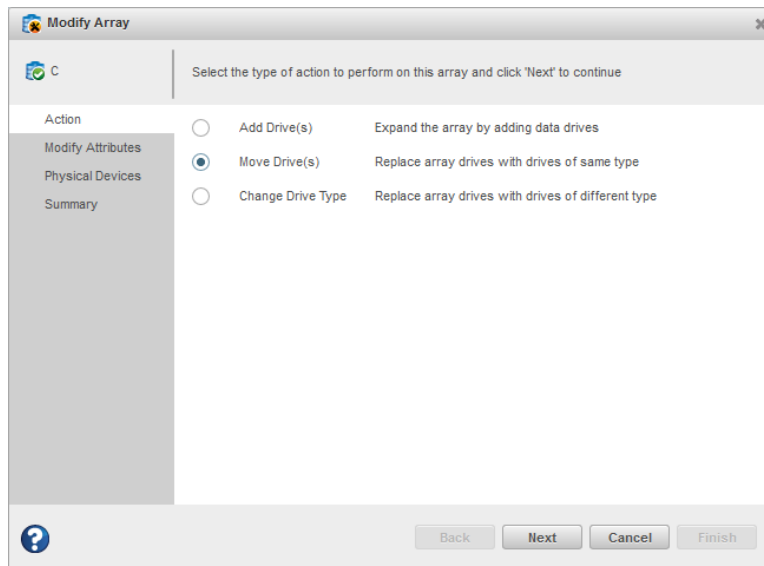 Modify Array
C
Select the type of action to perform on this array and click 'Next' to continue
Action
Modify Attributes
Physical Devices
Summary
Add Drive(s) Expand the array by adding data drives
Move Drive(s) Replace array drives with drives of same type
Change Drive Type Replace array drives with drives of different type
? Back Next Cancel Finish